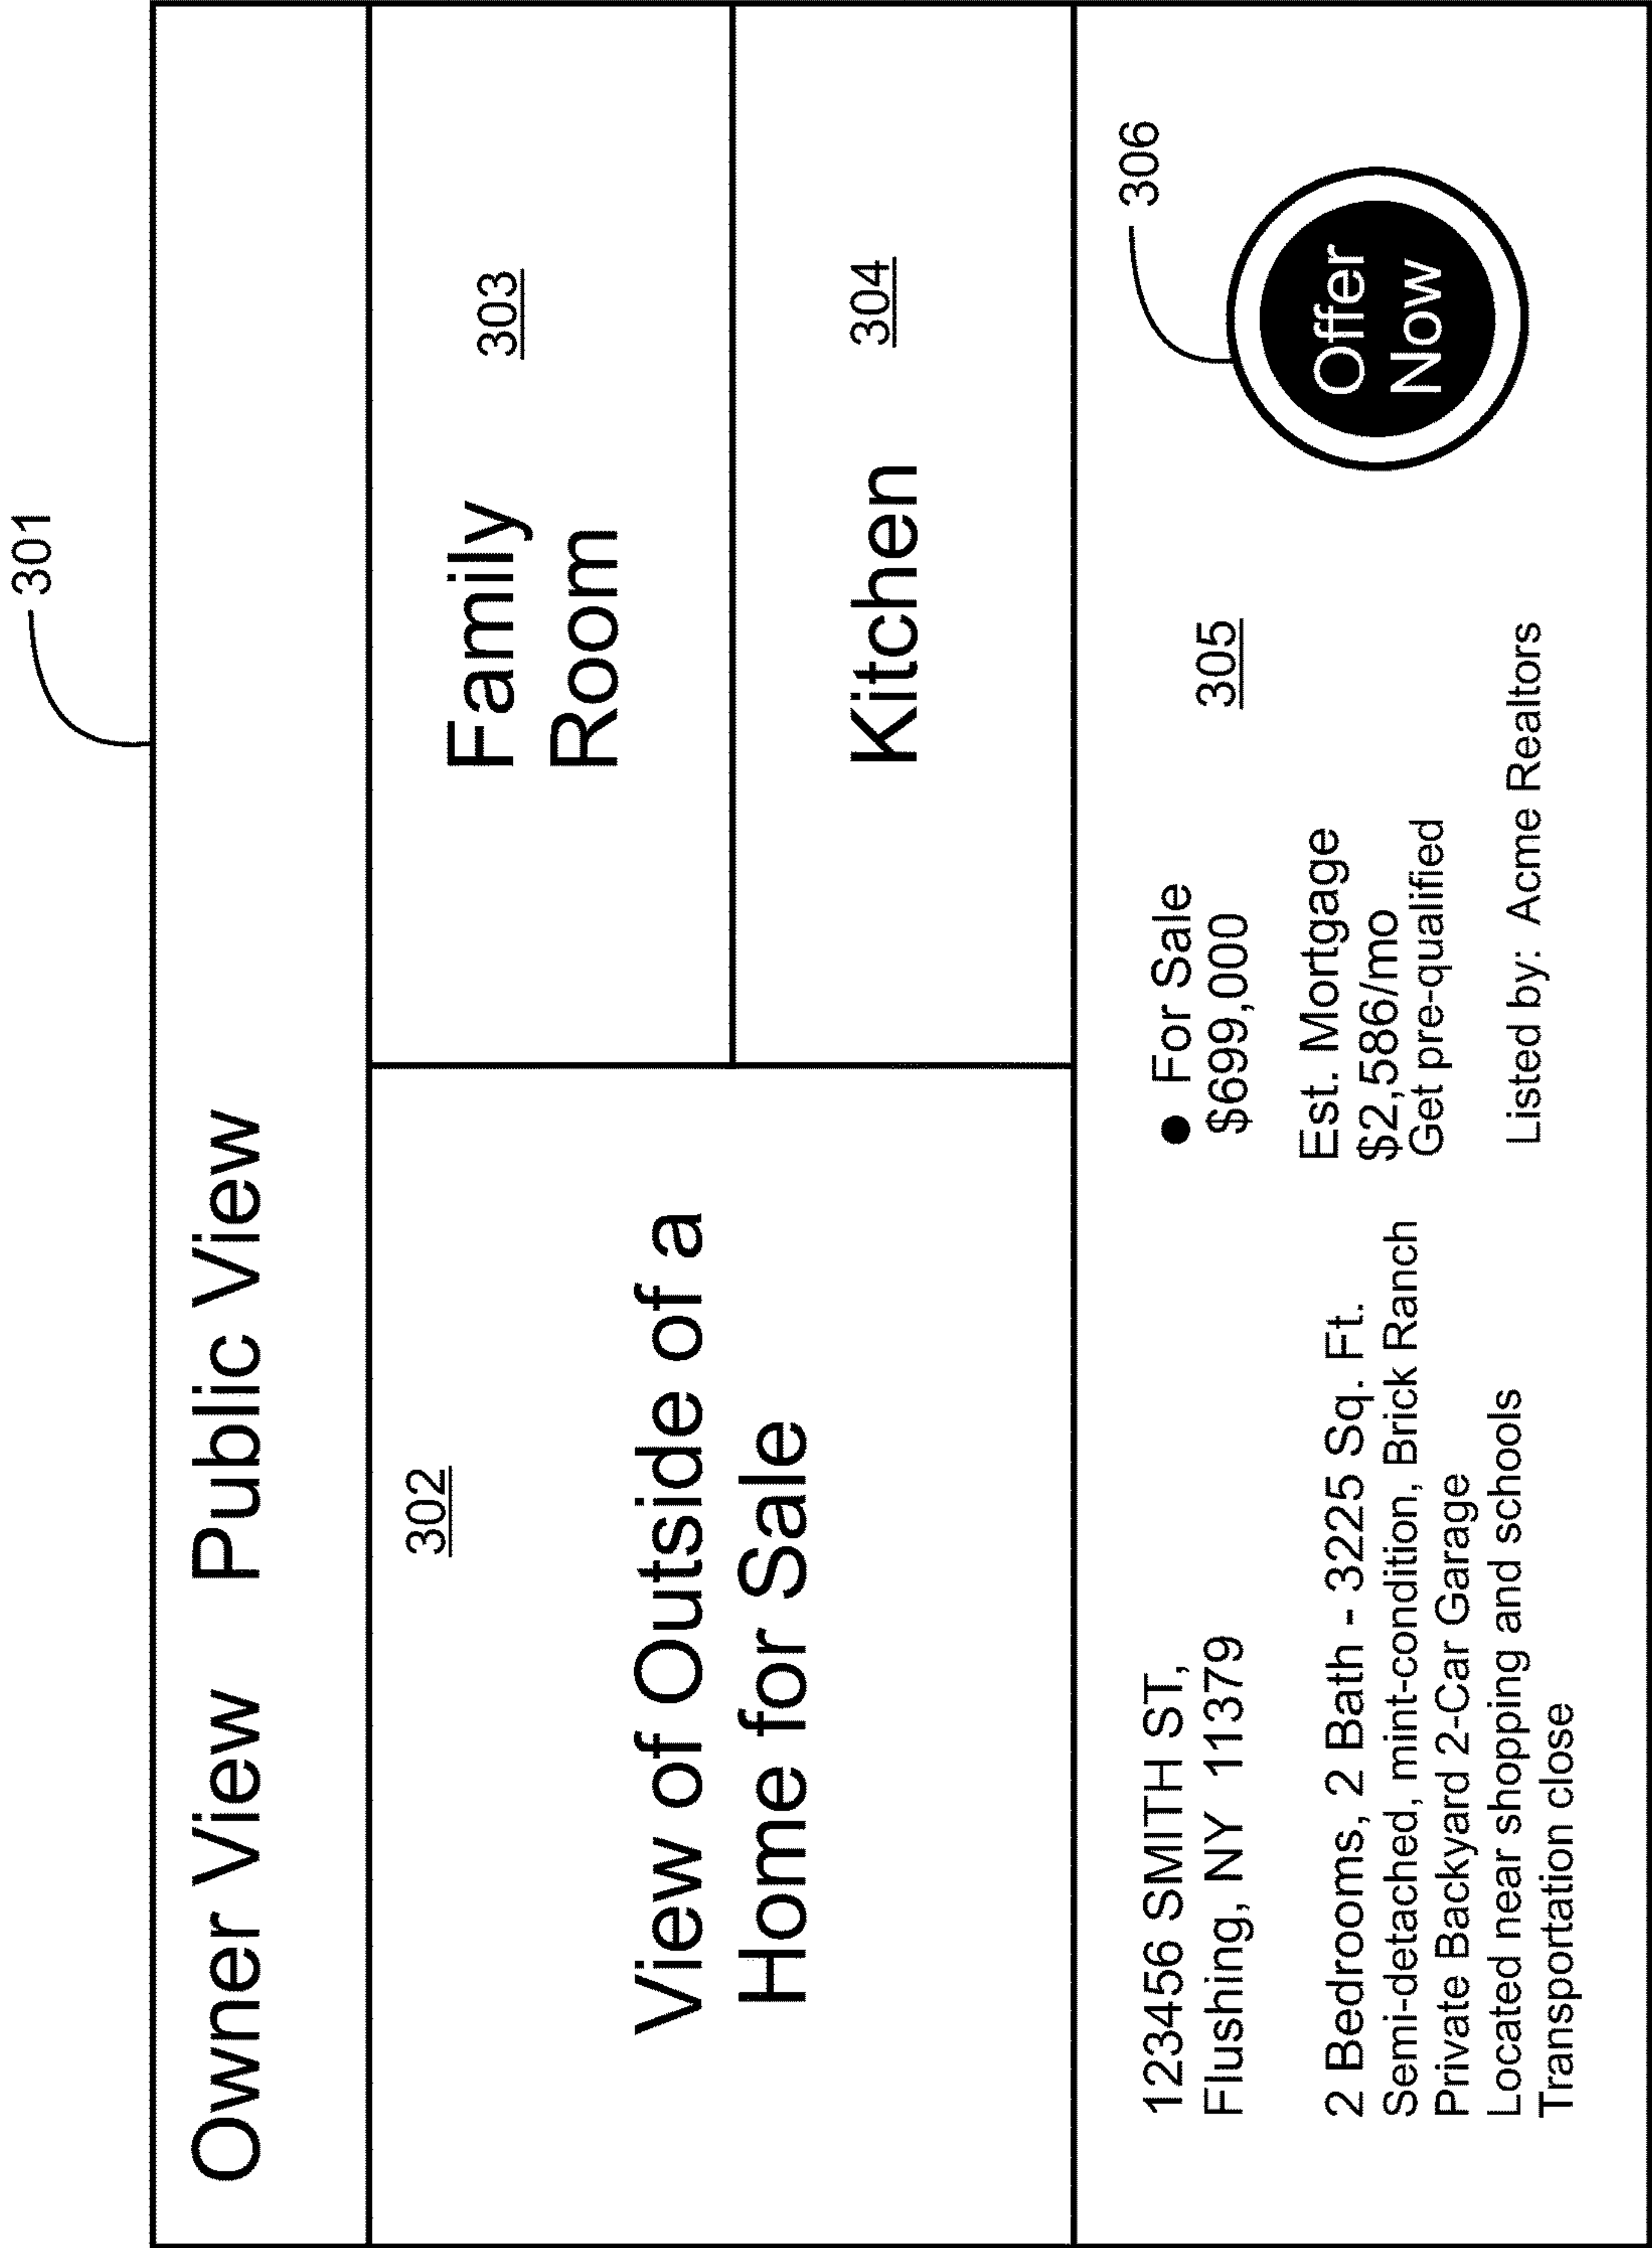 301
Owner View Public View
302
View of Outside of a
Home for Sale
Family
Room
303
Kitchen
304
123456 SMITH ST,
Flushing, NY 11379
2 Bedrooms, 2 Bath - 3225 Sq. Ft.
Semi-detached, mint-condition, Brick Ranch
Private Backyard 2-Car Garage
Located near shopping and schools
Transportation close
● For Sale
$699,000
Est. Mortgage
$2,586/mo
Get pre-qualified
Listed by: Acme Realtors
305
306
Offer
Now